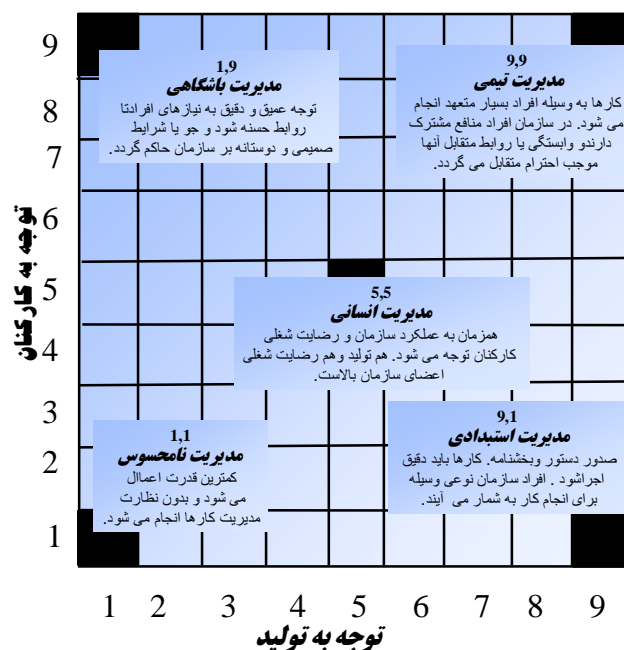 9
8
7
6
5
4
3
2
1
توجه به کارکنان
1,9
مدیریت باشگاهی
توجه عمیق و دقیق به نیازهای افرادتا
روابط حسنه شود و جو یا شرایط
صمیمی و دوستانه بر سازمان حاکم گردد.
9,9
مدیریت تیمی
کارها به وسیله افراد بسیار متعهد انجام
می شود. در سازمان افراد منافع مشترک
دارندو وابستگی یا روابط متقابل آنها
موجب احترام متقابل می گردد.
5,5
مدیریت انسانی
همزمان به عملکرد سازمان و رضایت شغلی
کارکنان توجه می شود. هم تولید وهم رضایت شغلی
اعضای سازمان بالاست.
1,1
مدیریت نامحسوس
کمترین قدرت اعماال
می شود و بدون نظارت
مدیریت کارها انجام می شود.
9,1
مدیریت استبدادی
صدور دستور وبخشنامه. کارها باید دقیق
اجراشود . افراد سازمان نوعی وسیله
برای انجام کار به شمار می آیند.
1 2 3 4 5 6 7 8 9
توجه به تولید